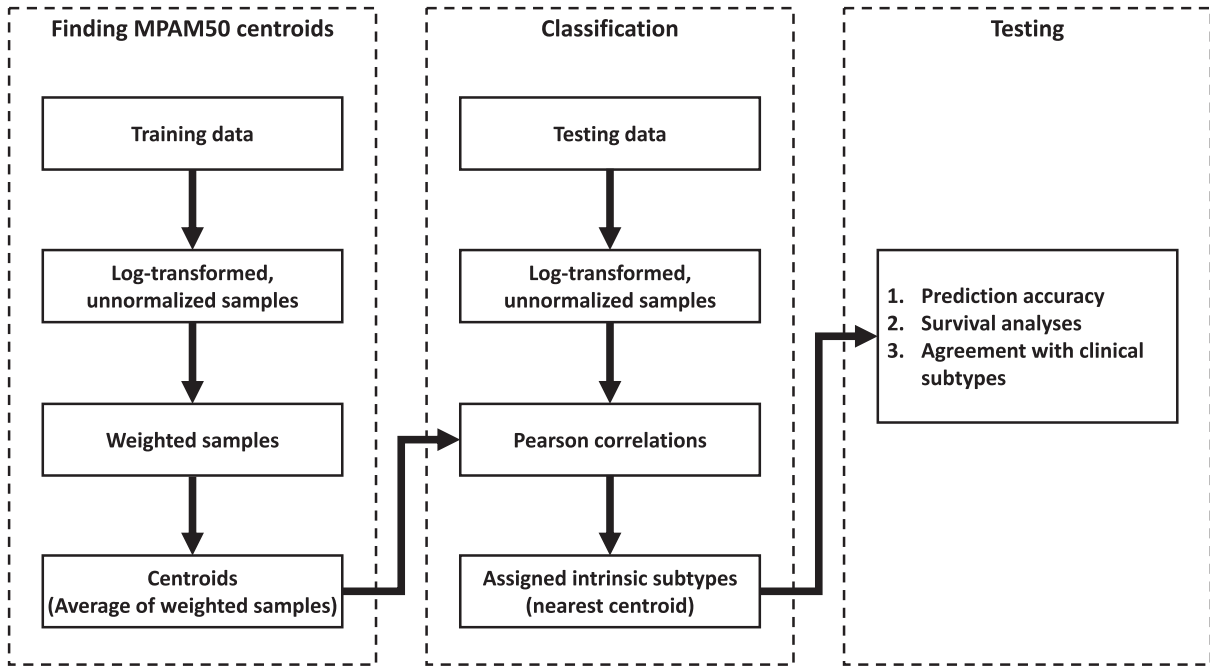 Finding MPAM50 centroids
Training data
Log-transformed,
unnormalized samples
Weighted samples
Centroids
(Average of weighted samples)
Classification
Testing data
Log-transformed,
unnormalized samples
Pearson correlations
Assigned intrinsic subtypes
(nearest centroid)
Testing
1. Prediction accuracy
2. Survival analyses
3. Agreement with clinical
subtypes